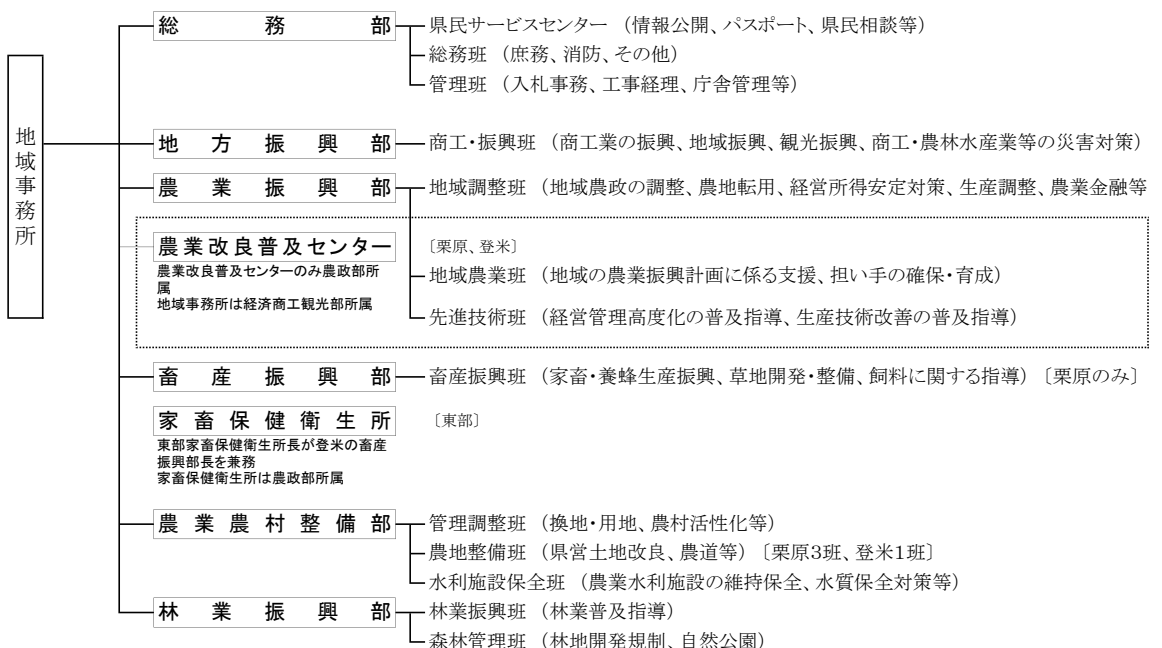 地域事務所
総務部
県民サービスセンター （情報公開、パスポート、県民相談等）
総務班 （庶務、消防、その他）
管理班 （入札事務、工事経理、庁舎管理等）
地方振興部
商工・振興班 （商工業の振興、地域振興、観光振興、商工・農林水産業等の災害対策）
農業振興部
地域調整班 （地域農政の調整、農地転用、経営所得安定対策、生産調整、農業金融等
農業改良普及センター
〔栗原、登米〕
農業改良普及センターのみ農政部所
属
地域事務所は経済商工観光部所属
地域農業班 （地域の農業振興計画に係る支援、担い手の確保・育成）
先進技術班 （経営管理高度化の普及指導、生産技術改善の普及指導）
畜産振興部
畜産振興班 （家畜・養蜂生産振興、草地開発・整備、飼料に関する指導）〔栗原のみ〕
家畜保健衛生所
〔東部〕
東部家畜保健衛生所長が登米の畜産
振興部長を兼務
家畜保健衛生所は農政部所属
農業農村整備部
管理調整班 （換地・用地、農村活性化等）
農地整備班 （県営土地改良、農道等）〔栗原3班、登米1班〕
水利施設保全班 （農業水利施設の維持保全、水質保全対策等）
林業振興部
林業振興班 （林業普及指導）
森林管理班 （林地開発規制、自然公園）